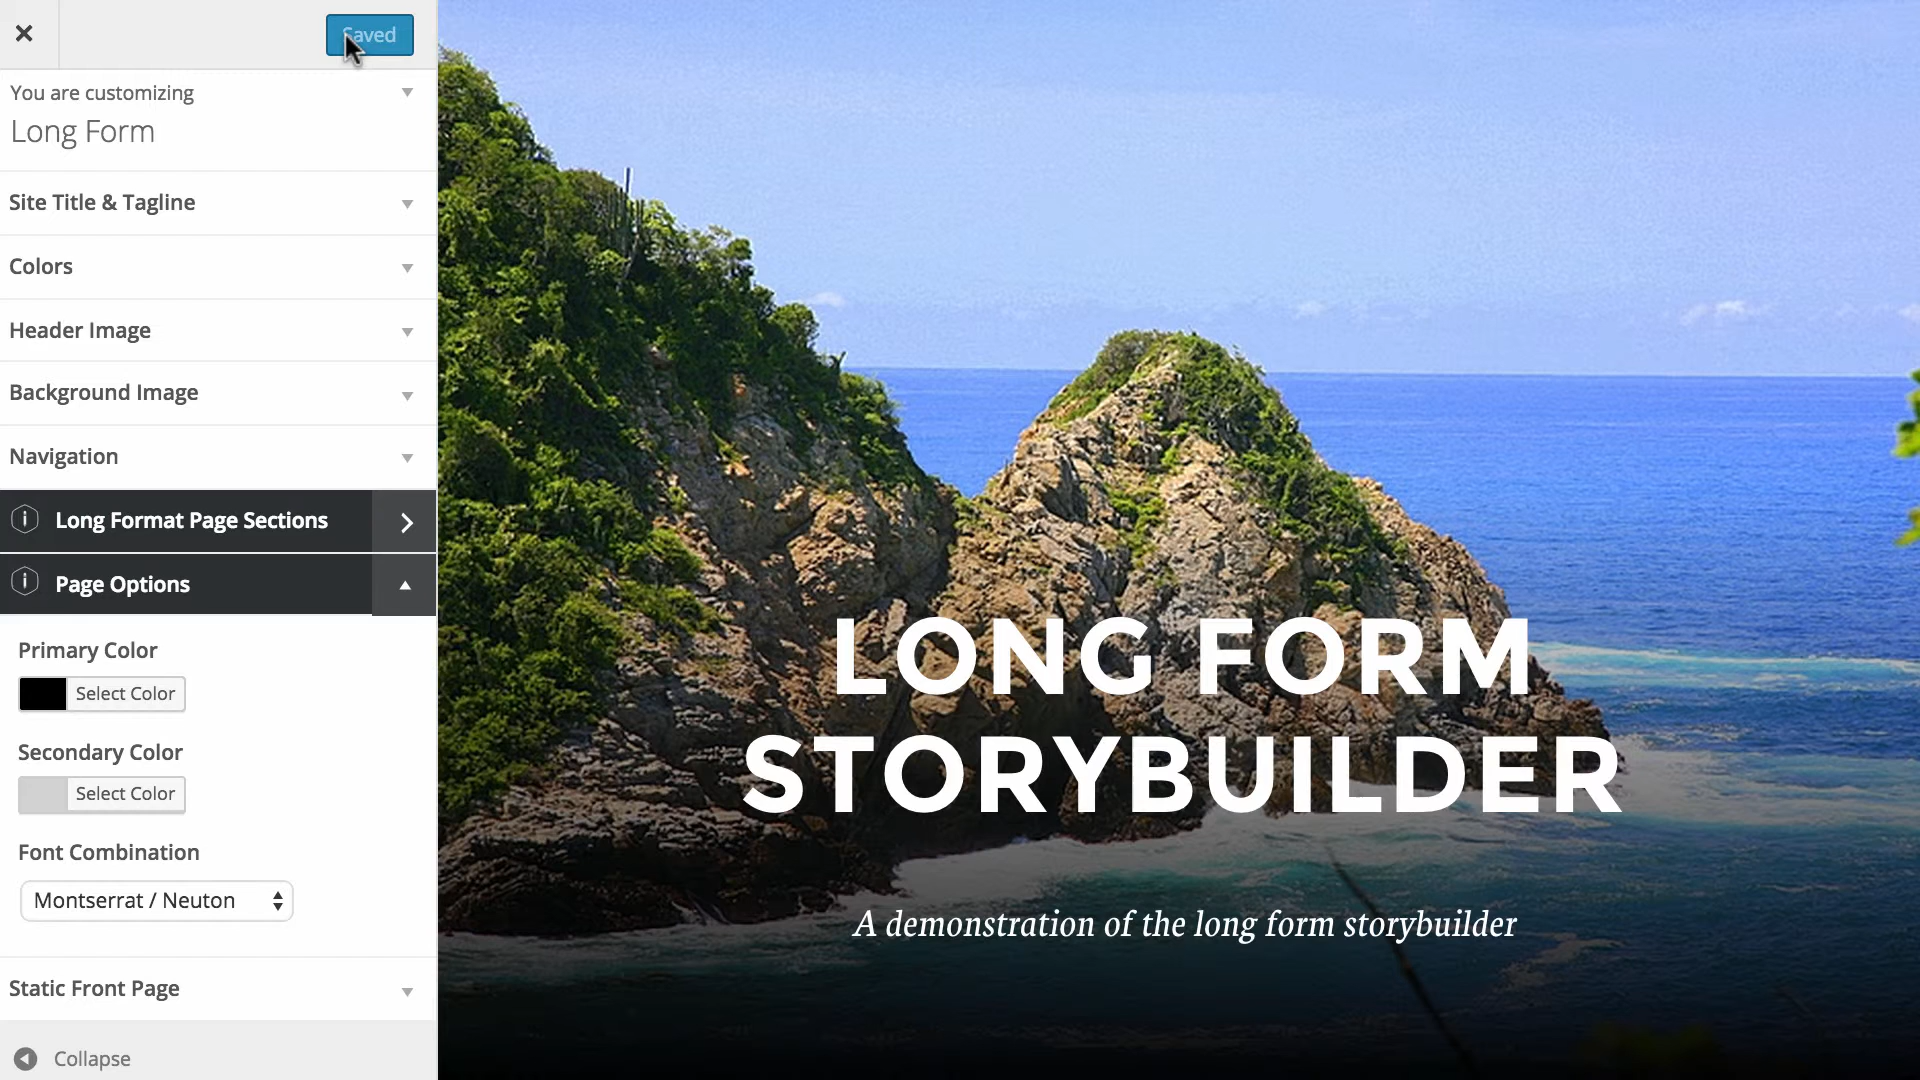 Saved
You are customizing
Long Form
Site Title & Tagline
Colors
Header Image
Background Image
Navigation
Long Format Page Sections
Page Options
Primary Color
Select Color
Secondary Color
Select Color
Font Combination
Montserrat / Neuton
Static Front Page
Collapse
LONG FORM
STORYBUILDER
A demonstration of the long form storybuilder